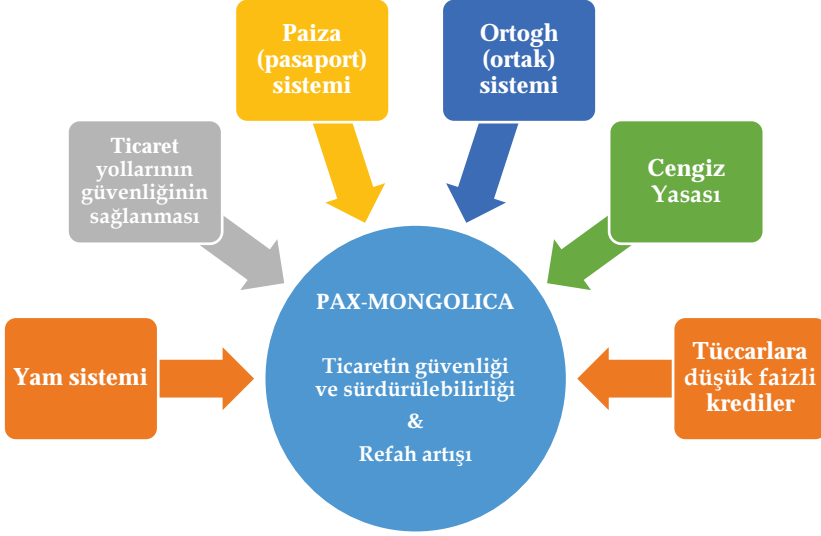 Paiza
(pasaport)
sistemi
Ortogh
(ortak)
sistemi
Ticaret
yollarının
güvenliğinin
sağlanması
Cengiz
Yasası
Yam sistemi
PAX-MONGOLICA
Ticaretin güvenliği
ve sürdürülebilirliği
&
Refah artışı
Tüccarlara
düşük faizli
krediler